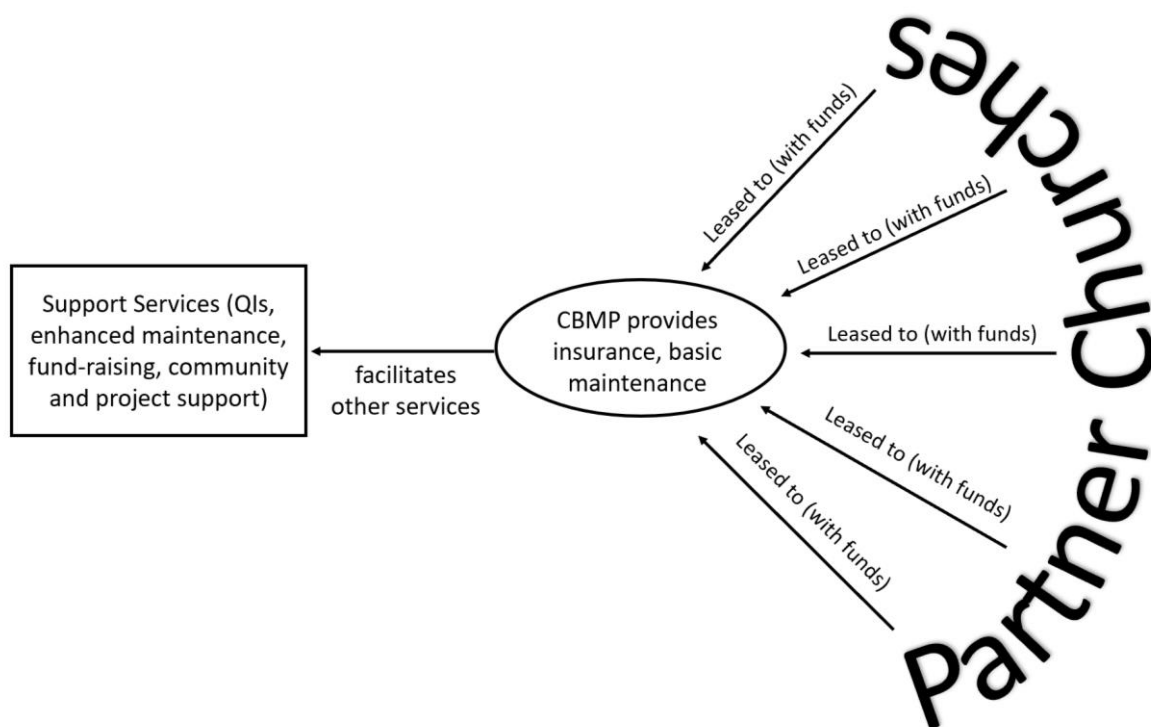 Support Services (QIs,
enhanced maintenance,
fund-raising, community
and project support)
facilitates
other services
CBMP provides
insurance, basic
maintenance
Leased to (with funds)
Leased to (with funds)
Leased to (with funds)
Leased to (with funds)
Leased to (with funds)
Partner Churches